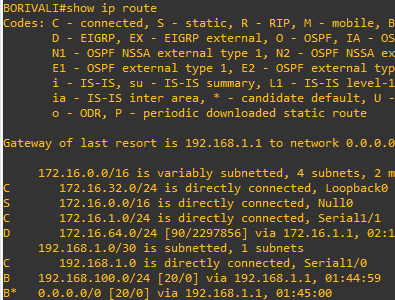 BORIVALI#show ip route
Codes: C - connected, S - static, R - RIP, M - mobile, B
D - EIGRP, EX - EIGRP external, O - OSPF, IA - OS
N1 - OSPF NSSA external type 1, N2 - OSPF NSSA ex
E1 - OSPF external type 1, E2 - OSPF external typ
i - IS-IS, su - IS-IS summary, L1 - IS-IS level-1
ia - IS-IS inter area, * - candidate default, U -
o - ODR, P - periodic downloaded static route
Gateway of last resort is 192.168.1.1 to network 0.0.0.0
172.16.0.0/16 is variably subnetted, 4 subnets, 2 m
C 172.16.32.0/24 is directly connected, Loopback0
S 172.16.0.0/16 is directly connected, Null0
C 172.16.1.0/24 is directly connected, Serial1/1
D 172.16.64.0/24 [90/2297856] via 172.16.1.1, 02:1
192.168.1.0/30 is subnetted, 1 subnets
C 192.168.1.0 is directly connected, Serial1/0
B 192.168.100.0/24 [20/0] via 192.168.1.1, 01:44:59
B* 0.0.0.0/0 [20/0] via 192.168.1.1, 01:45:00